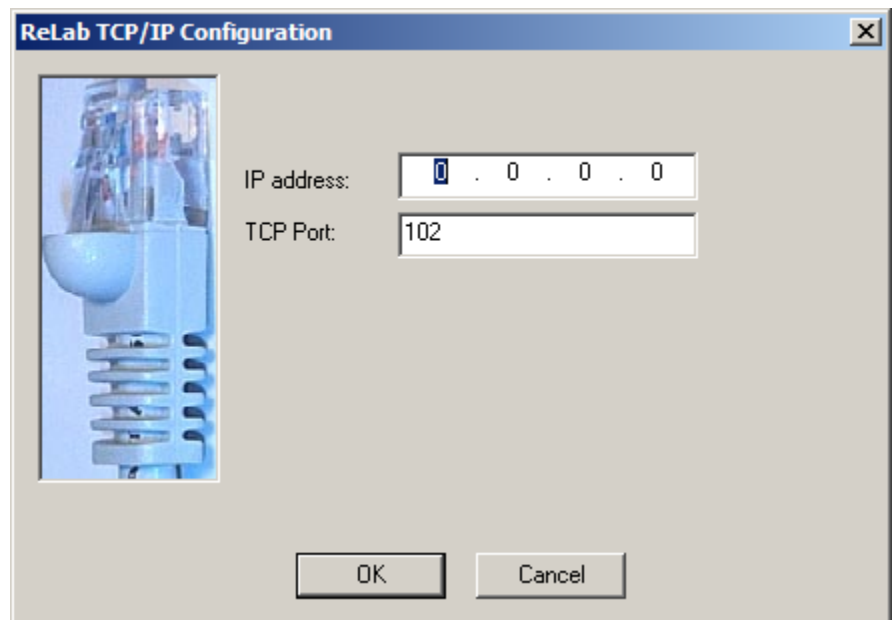 ReLab TCP/IP Configuration
IP address: 0 . 0 . 0 . 0
TCP Port: 102
OK Cancel